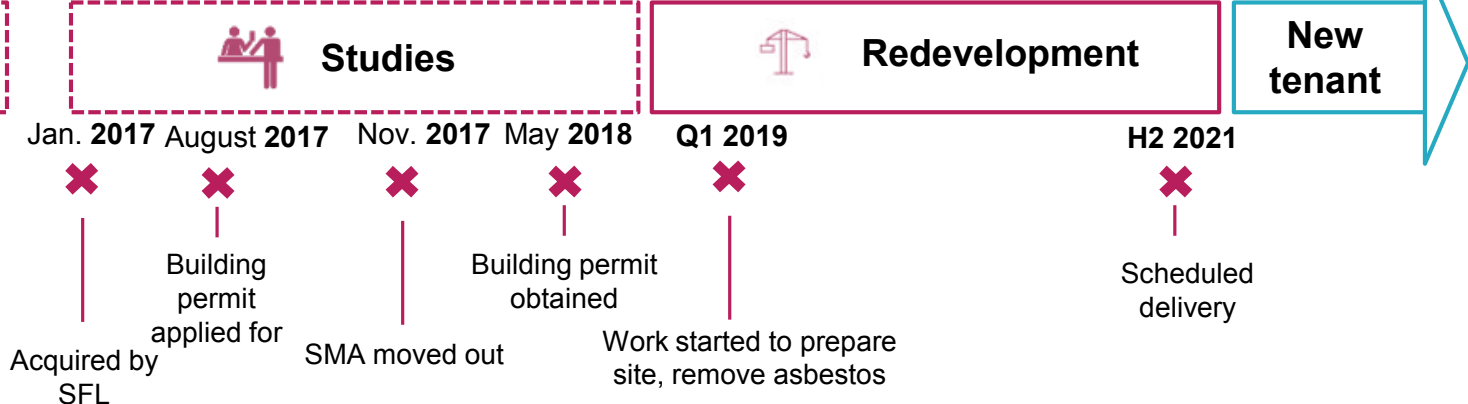 Studies
Redevelopment
New
tenant
Jan. 2017
August 2017
Nov. 2017
May 2018
Q1 2019
H2 2021
Acquired by
SFL
Building
permit
applied for
SMA moved out
Building permit
obtained
Work started to prepare
site, remove asbestos
Scheduled
delivery